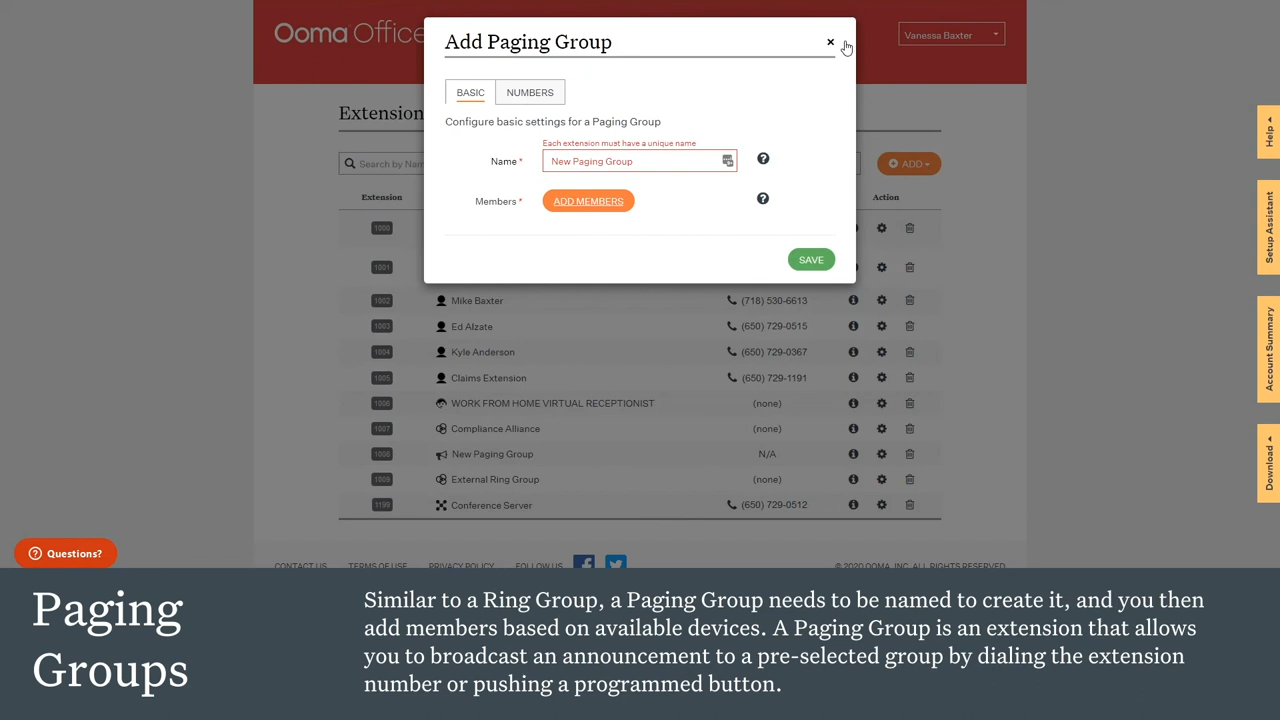 Ooma Office
Vanessa Baxter
Add Paging Group
×
BASIC
NUMBERS
Configure basic settings for a Paging Group
Each extension must have a unique name
Name *
New Paging Group
?
Members *
ADD MEMBERS
?
SAVE
Extension
Search by Nam
ADD
Extension
Action
1000
1001
1002 Mike Baxter (718) 530-6613
1003 Ed Alzate (650) 729-0515
1004 Kyle Anderson (650) 729-0367
1005 Claims Extension (650) 729-1191
1006 WORK FROM HOME VIRTUAL RECEPTIONIST (none)
1007 Compliance Alliance (none)
1008 New Paging Group N/A
1009 External Ring Group (none)
1199 Conference Server (650) 729-0512
Help
Setup Assistant
Account Summary
Download
? Questions?
CONTACT US TERMS OF USE PRIVACY POLICY FOLLOW US © 2020 OOMA, INC. ALL RIGHTS RESERVED
Paging
Groups
Similar to a Ring Group, a Paging Group needs to be named to create it, and you then
add members based on available devices. A Paging Group is an extension that allows
you to broadcast an announcement to a pre-selected group by dialing the extension
number or pushing a programmed button.